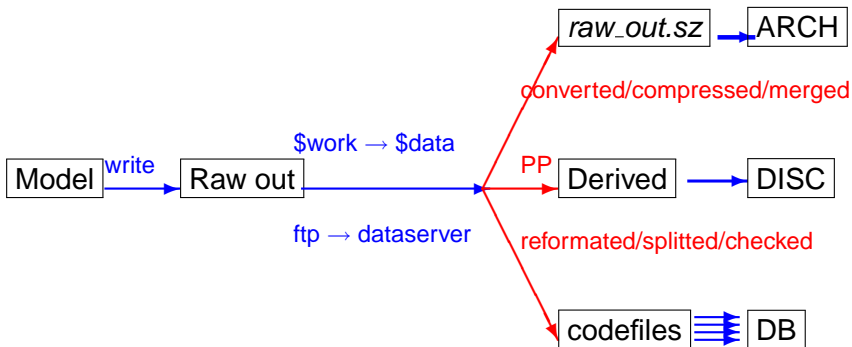 raw_out.sz ARCH
converted/compressed/merged
$work → $data
write PP
Model Raw out Derived DISC
ftp → dataserver reformated/splitted/checked
codefiles DB